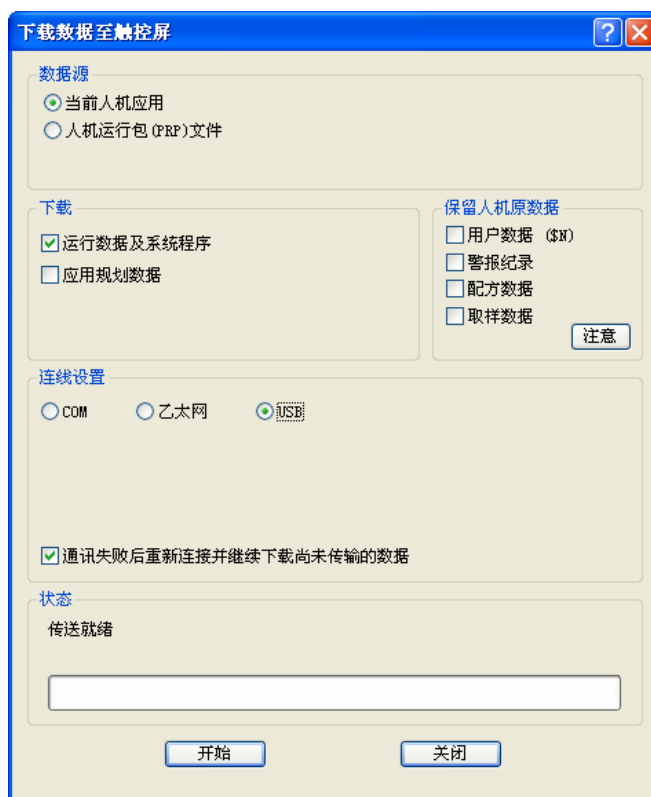 下载数据至触控屏
数据源
当前人机应用
人机运行包(PRP)文件
下载
运行数据及系统程序
应用规划数据
保留人机原数据
用户数据 ($N)
警报纪录
配方数据
取样数据
注意
连线设置
COM 乙太网 USB
通讯失败后重新连接并继续下载尚未传输的数据
状态
传送就绪
开始 关闭